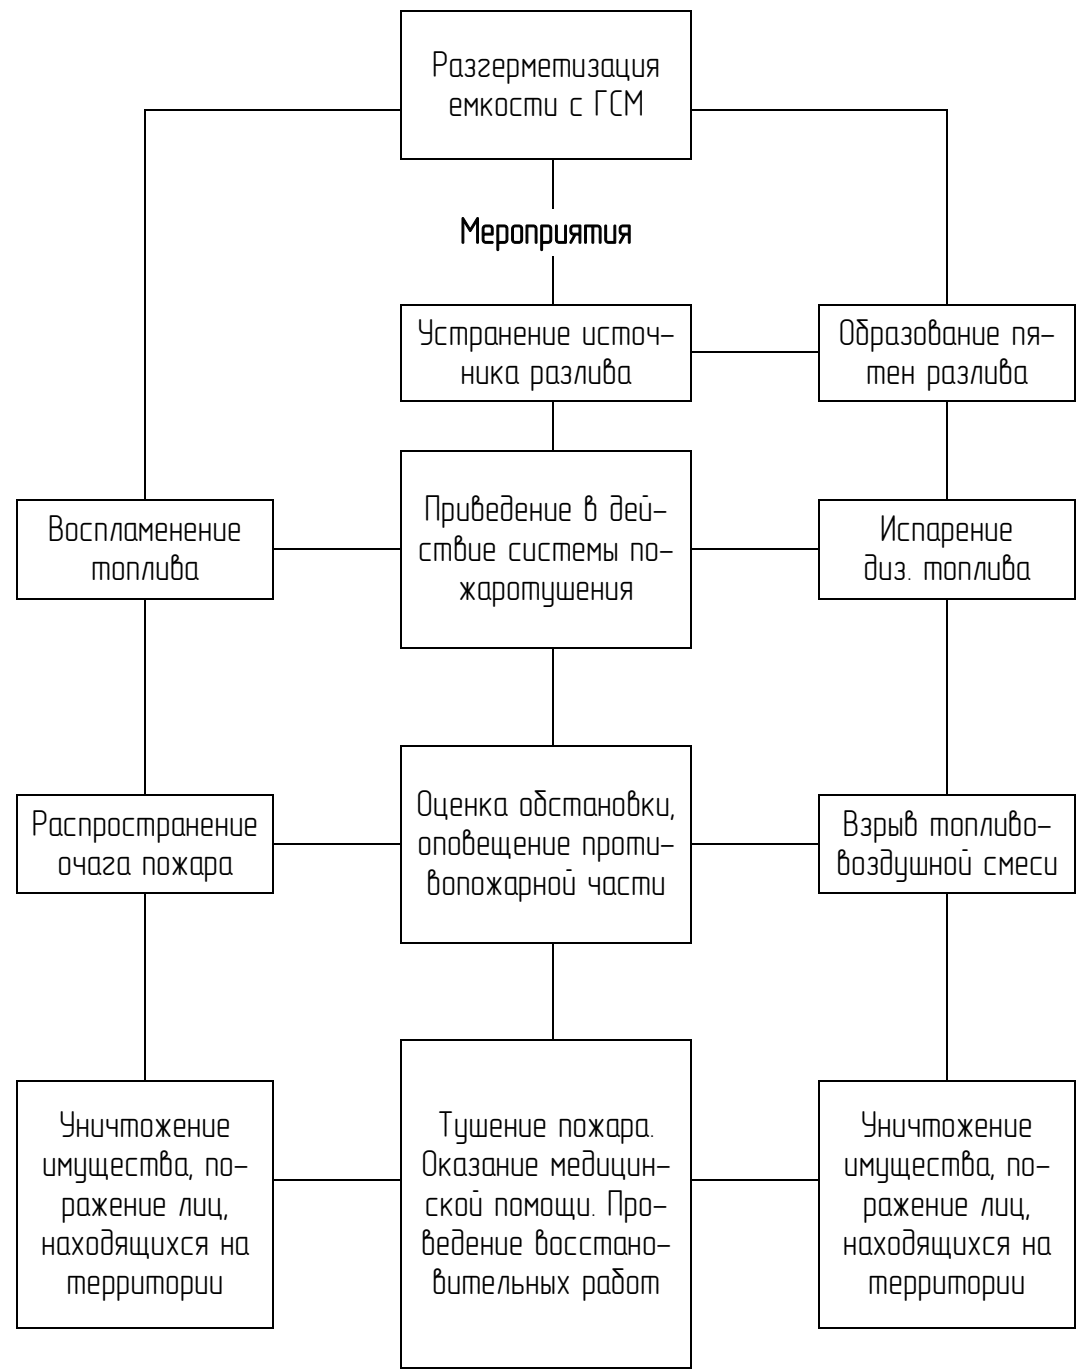 Разгерметизация
емкости с ГСМ
Мероприятия
Устранение источ-
ника разлива
Образование пя-
тен разлива
Воспламенение
топлива
Приведение в дей-
ствие системы по-
жаротушения
Испарение
диз. топлива
Распространение
очага пожара
Оценка обстановки,
оповещение проти-
вопожарной части
Взрыв топливо-
воздушной смеси
Уничтожение
имущества, по-
ражение лиц,
находящихся на
территории
Тушение пожара.
Оказание медицин-
ской помощи. Про-
ведение восстано-
вительных работ
Уничтожение
имущества, по-
ражение лиц,
находящихся на
территории